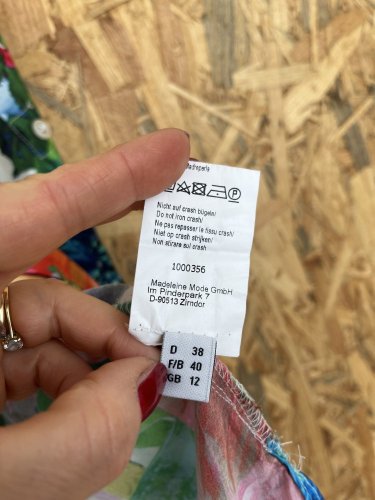 Madreperla
P
Nicht auf crash bügeln!
Do not iron crash!
Ne pas repasser le tissu crash!
Niet op crash strijken!
Non stirare sul crash!
1000356
Madeleine Mode GmbH
Im Pinderpark 7
D-90513 Zirndorf
D 38
F/B 40
GB 12